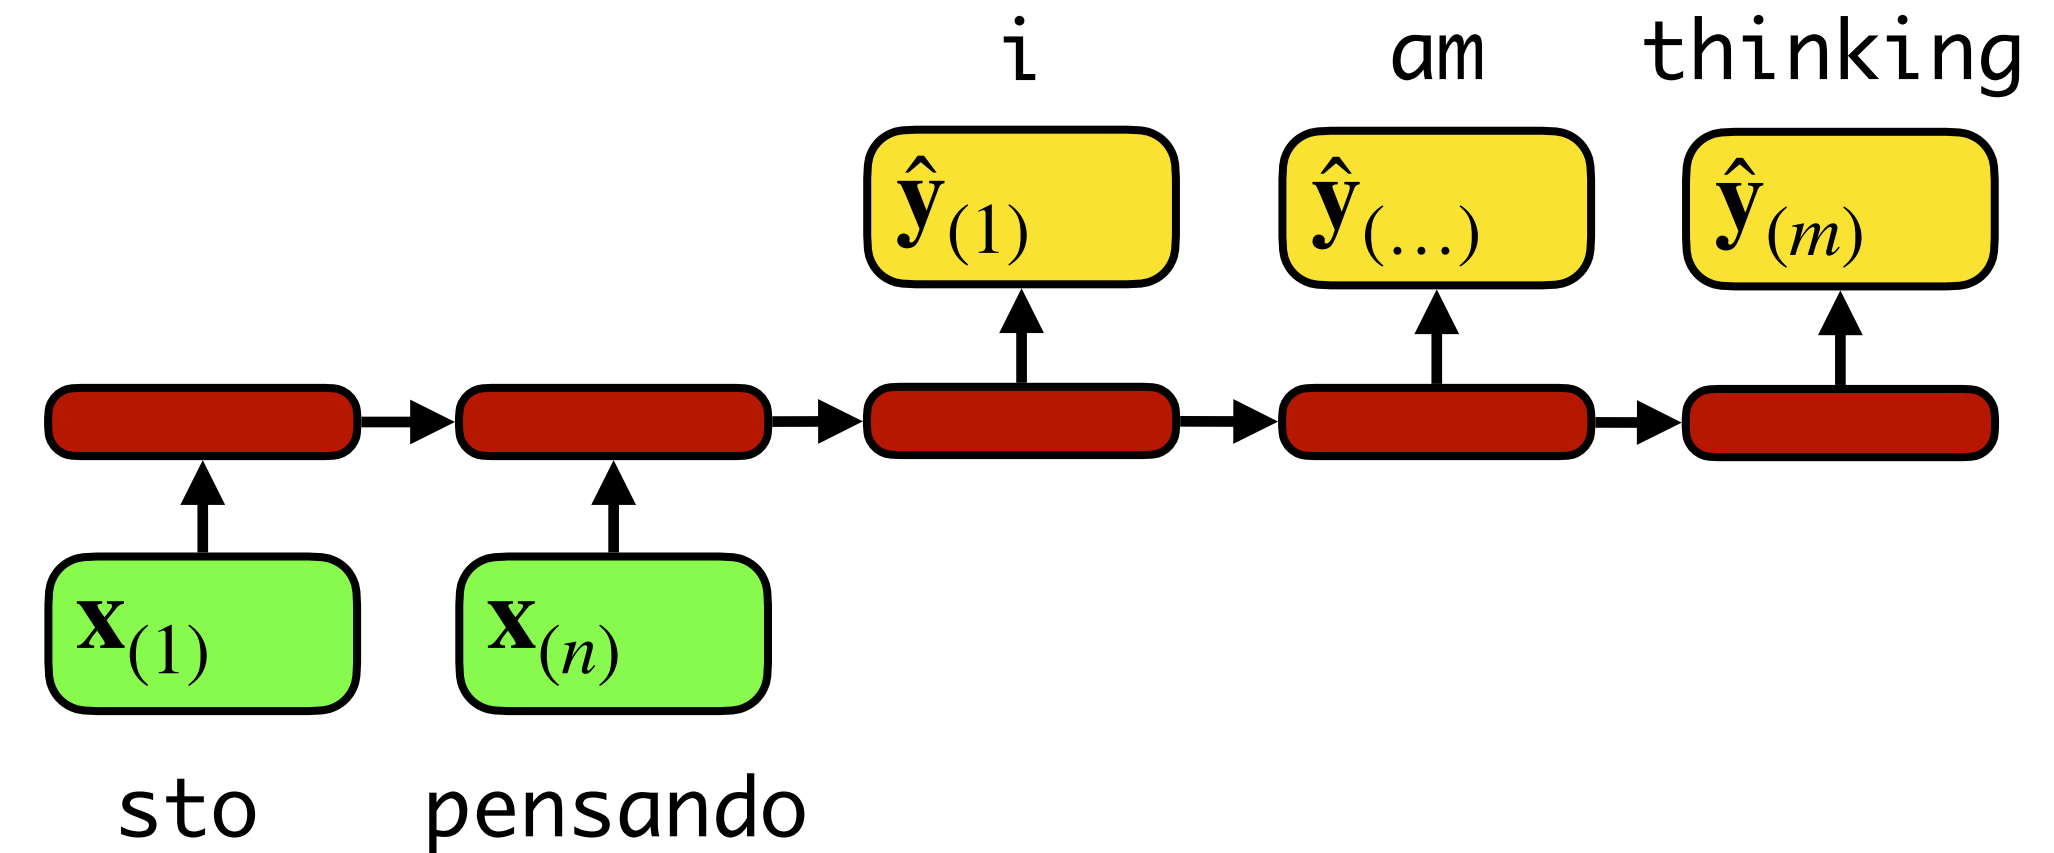 i am thinking
ŷ(1) ŷ(…) ŷ(m)
x(1) x(n)
sto pensando